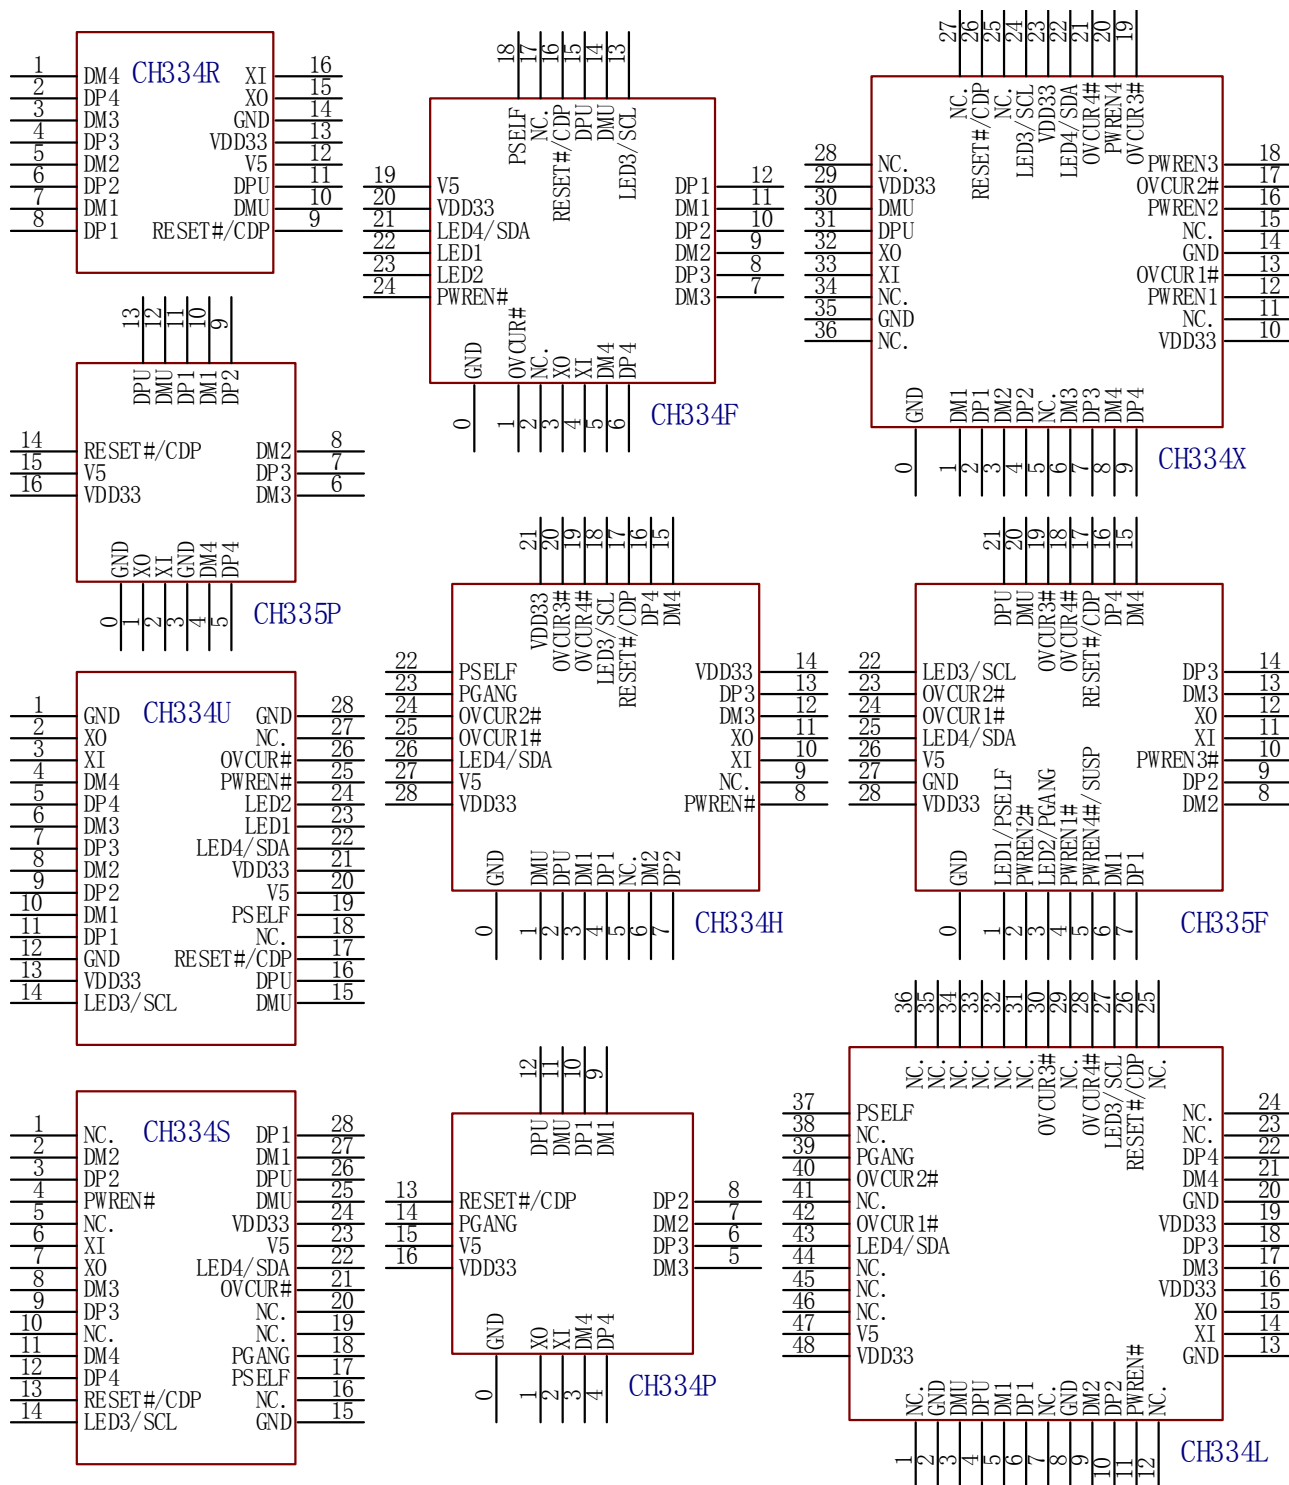 CH334R
1 DM4 XI 16
2 DP4 XO 15
3 DM3 GND 14
4 DP3 VDD33 13
5 DM2 V5 12
6 DP2 DPU 11
7 DM1 DMU 10
8 DP1 RESET#/CDP 9
18 17 16 15 14 13
PSELF NC. RESET#/CDP DPU DMU LED3/SCL
19 V5 DP1 12
20 VDD33 DM1 11
21 LED4/SDA DP2 10
22 LED1 DM2 9
23 LED2 DP3 8
24 PWREN# DM3 7
GND OVCUR# NC. XO XI DM4 DP4
0 1 2 3 4 5 6
CH334F
27 26 25 24 23 22 21 20 19
NC. RESET#/CDP NC. LED3/SCL VDD33 LED4/SDA OVCUR4# PWREN4 OVCUR3#
28 NC. PWREN3 18
29 VDD33 OVCUR2# 17
30 DMU PWREN2 16
31 DPU NC. 15
32 XO GND 14
33 XI OVCUR1# 13
34 NC. PWREN1 12
35 GND NC. 11
36 NC. VDD33 10
GND DM1 DP1 DM2 DP2 NC. DM3 DP3 DM4 DP4
0 1 2 3 4 5 6 7 8 9
CH334X
13 12 11 10 9
DPU DMU DP1 DM1 DP2
14 RESET#/CDP DM2 8
15 V5 DP3 7
16 VDD33 DM3 6
GND XO XI GND DM4 DP4
0 1 2 3 4 5
CH335P
21 20 19 18 17 16 15
VDD33 OVCUR3# OVCUR4# LED3/SCL RESET#/CDP DP4 DM4
22 PSELF VDD33 14
23 PGANG DP3 13
24 OVCUR2# DM3 12
25 OVCUR1# XO 11
26 LED4/SDA XI 10
27 V5 NC. 9
28 VDD33 PWREN# 8
GND DMU DPU DM1 DP1 NC. DM2 DP2
0 1 2 3 4 5 6 7
CH334H
21 20 19 18 17 16 15
DPU DMU OVCUR3# OVCUR4# RESET#/CDP DP4 DM4
22 LED3/SCL DP3 14
23 OVCUR2# DM3 13
24 OVCUR1# XO 12
25 LED4/SDA XI 11
26 V5 PWREN3# 10
27 GND DP2 9
28 VDD33 DM2 8
GND LED1/PSELF PWREN2# LED2/PGANG PWREN1# PWREN4#/SUSP DM1 DP1
0 1 2 3 4 5 6 7
CH335F
CH334U
1 GND GND 28
2 XO NC. 27
3 XI OVCUR# 26
4 DM4 PWREN# 25
5 DP4 LED2 24
6 DM3 LED1 23
7 DP3 LED4/SDA 22
8 DM2 VDD33 21
9 DP2 V5 20
10 DM1 PSELF 19
11 DP1 NC. 18
12 GND RESET#/CDP 17
13 VDD33 DPU 16
14 LED3/SCL DMU 15
CH334S
1 NC. DP1 28
2 DM2 DM1 27
3 DP2 DPU 26
4 PWREN# DMU 25
5 NC. VDD33 24
6 XI V5 23
7 XO LED4/SDA 22
8 DM3 OVCUR# 21
9 DP3 NC. 20
10 NC. NC. 19
11 DM4 PGANG 18
12 DP4 PSELF 17
13 RESET#/CDP NC. 16
14 LED3/SCL GND 15
12 11 10 9
DPU DMU DP1 DM1
13 RESET#/CDP DP2 8
14 PGANG DM2 7
15 V5 DP3 6
16 VDD33 DM3 5
GND XO XI DM4 DP4
0 1 2 3 4
CH334P
36 35 34 33 32 31 30 29 28 27 26 25
NC. NC. NC. NC. NC. NC. OVCUR3# NC. OVCUR4# LED3/SCL RESET#/CDP NC.
37 PSELF NC. 24
38 NC. NC. 23
39 PGANG DP4 22
40 OVCUR2# DM4 21
41 NC. GND 20
42 OVCUR1# VDD33 19
43 LED4/SDA DP3 18
44 NC. DM3 17
45 NC. VDD33 16
46 NC. XO 15
47 V5 XI 14
48 VDD33 GND 13
NC. GND DMU DPU DM1 DP1 NC. GND DM2 DP2 PWREN# NC.
1 2 3 4 5 6 7 8 9 10 11 12
CH334L